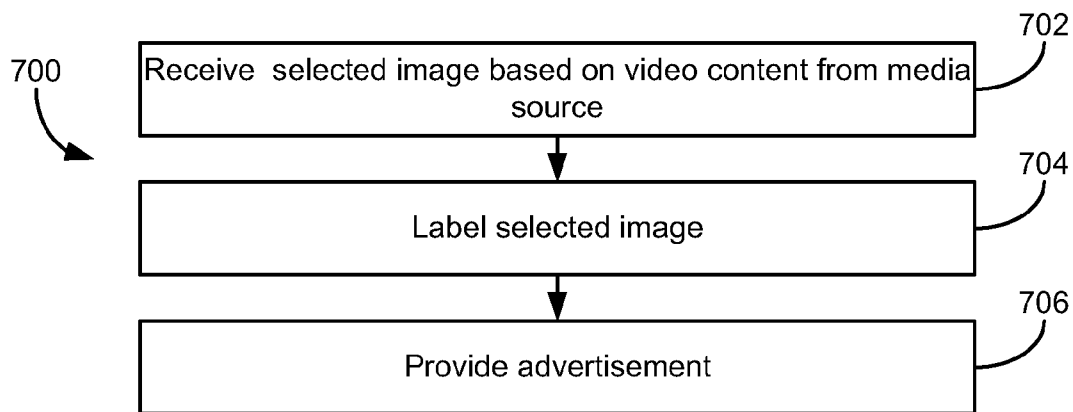 702
700
Receive selected image based on video content from media
source
704
Label selected image
706
Provide advertisement